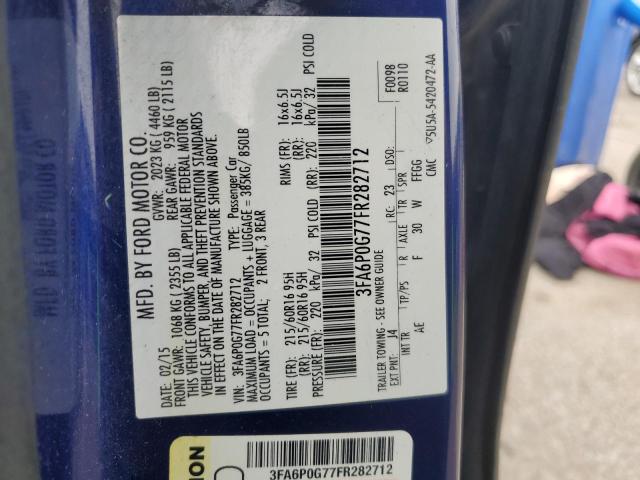 MFD. BY FORD MOTOR CO.
DATE: 02/15 GVWR: 2023 KG (4460 LB)
FRONT GAWR: 1068 KG (2355 LB) REAR GAWR: 959 KG (2115 LB)
THIS VEHICLE CONFORMS TO ALL APPLICABLE FEDERAL MOTOR
VEHICLE SAFETY, BUMPER, AND THEFT PREVENTION STANDARDS
IN EFFECT ON THE DATE OF MANUFACTURE SHOWN ABOVE.
VIN: 3FA6P0G77FR282712 TYPE: Passenger Car
MAXIMUM LOAD = OCCUPANTS + LUGGAGE = 385KG/ 850LB
OCCUPANTS = 5 TOTAL: 2 FRONT, 3 REAR
TIRE (FR): 215/60R16 95H RIMS (FR): 16x6.5J
(RR): 215/60R16 95H (RR): 16x6.5J
PRESSURE (FR): 220 kPa/ 32 PSI COLD (RR): 220 kPa/ 32 PSI COLD
3FA6P0G77FR282712
F0098
R0110
TRAILER TOWING - SEE OWNER GUIDE
EXT PNT: J4 RC: 23 DSO:
INT TR TP/PS R AXLE TR SPR
AE F 30 W FFGG
CMC ▽5U5A-5420472-AA
3FA6P0G77FR282712